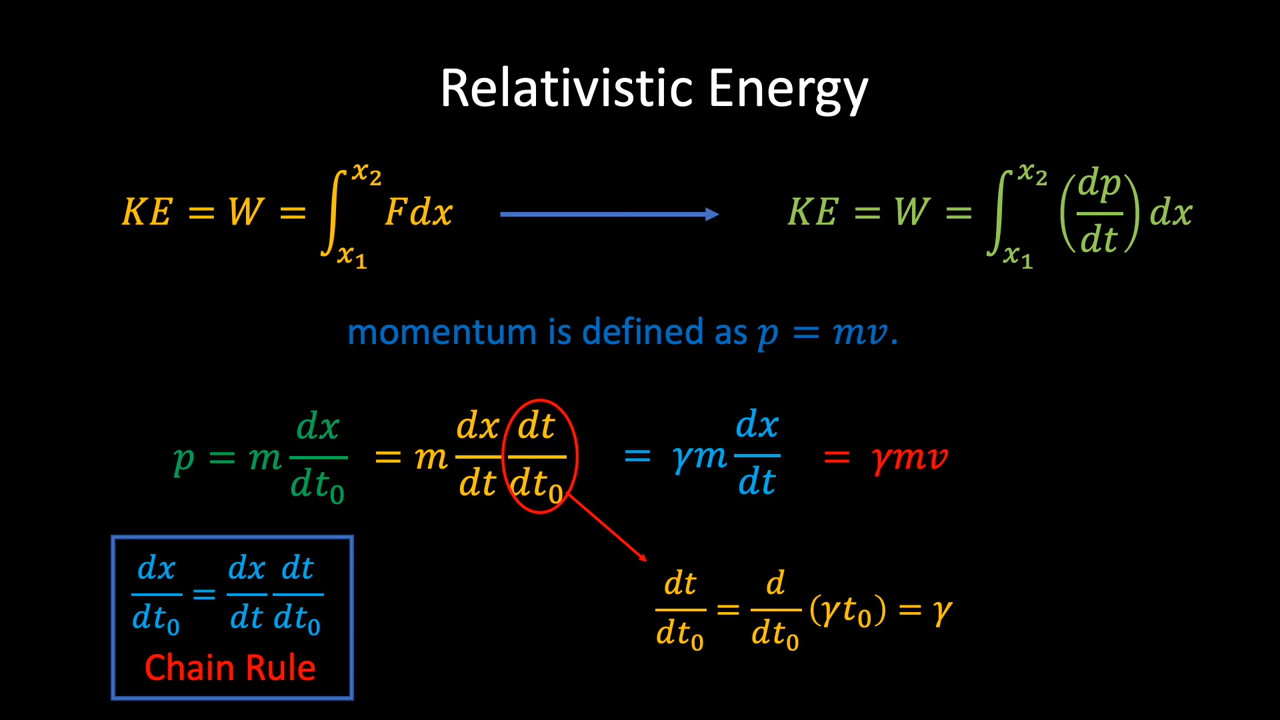 Relativistic Energy
KE = W = ∫_{x₁}^{x₂} Fdx
KE = W = ∫_{x₁}^{x₂} (dp/dt) dx
momentum is defined as p = mv.
p = m dx/dt₀ = m dx/dt dt/dt₀ = γm dx/dt = γmv
dx/dt₀ = dx/dt dt/dt₀
Chain Rule
dt/dt₀ = d/dt₀ (γt₀) = γ